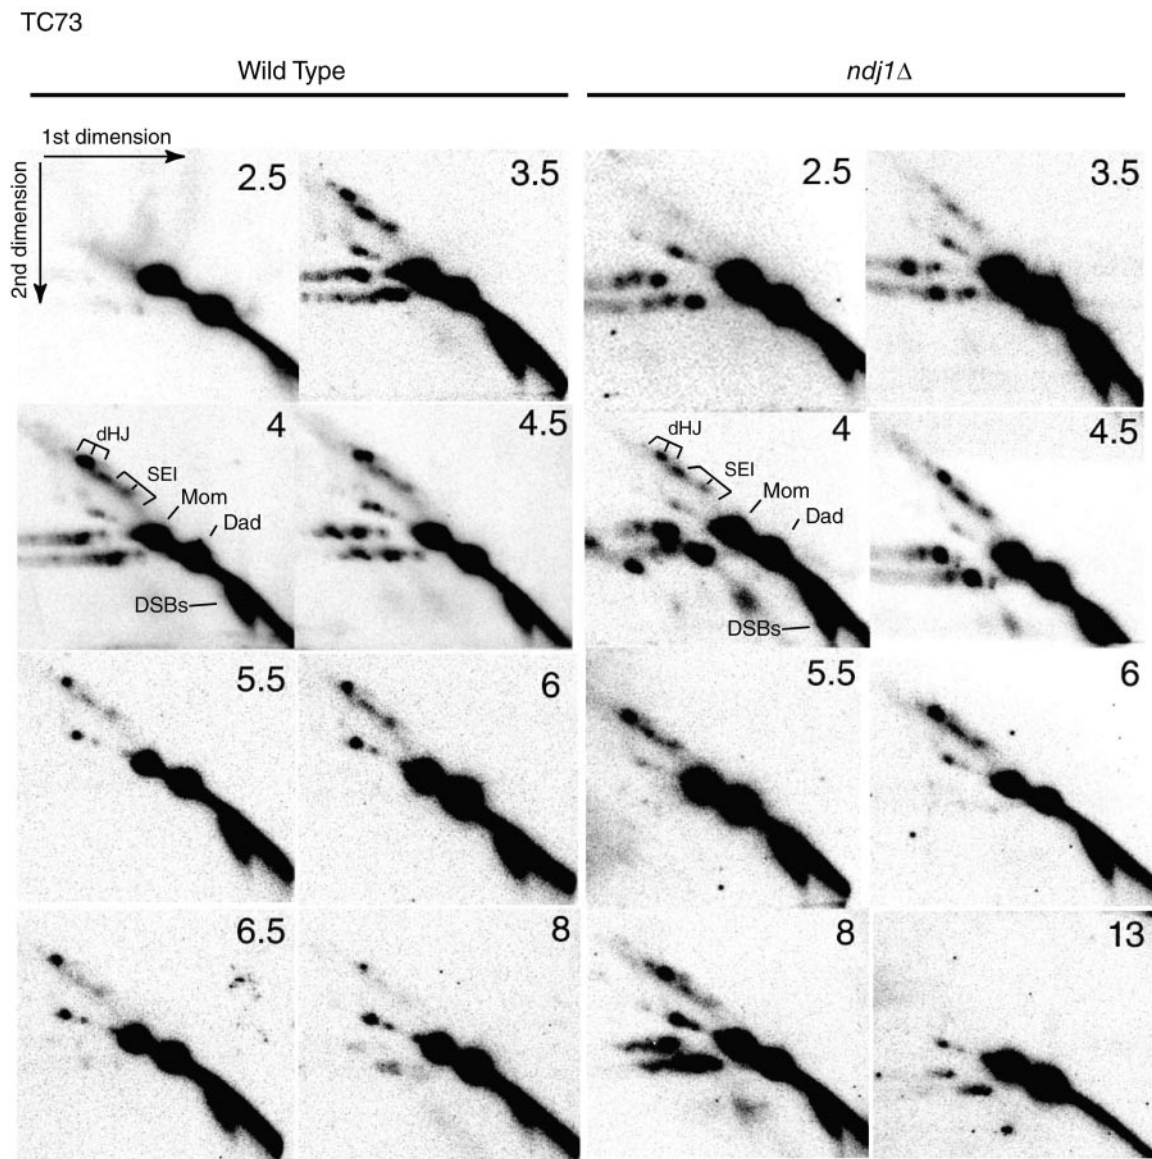 TC73
Wild Type
ndj1Δ
1st dimension
2nd dimension
2.5
3.5
2.5
3.5
4
dHJ
SEI
Mom
Dad
DSBs
4.5
4
dHJ
SEI
Mom
Dad
DSBs
4.5
5.5
6
5.5
6
6.5
8
8
13